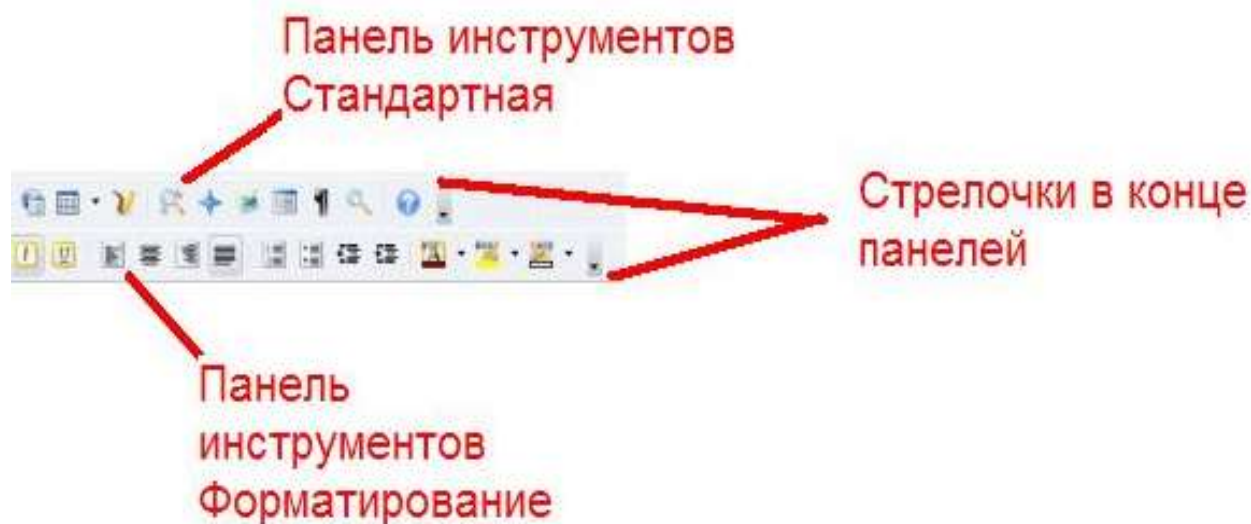 Панель инструментов
Стандартная
Стрелочки в конце
панелей
Панель
инструментов
Форматирование